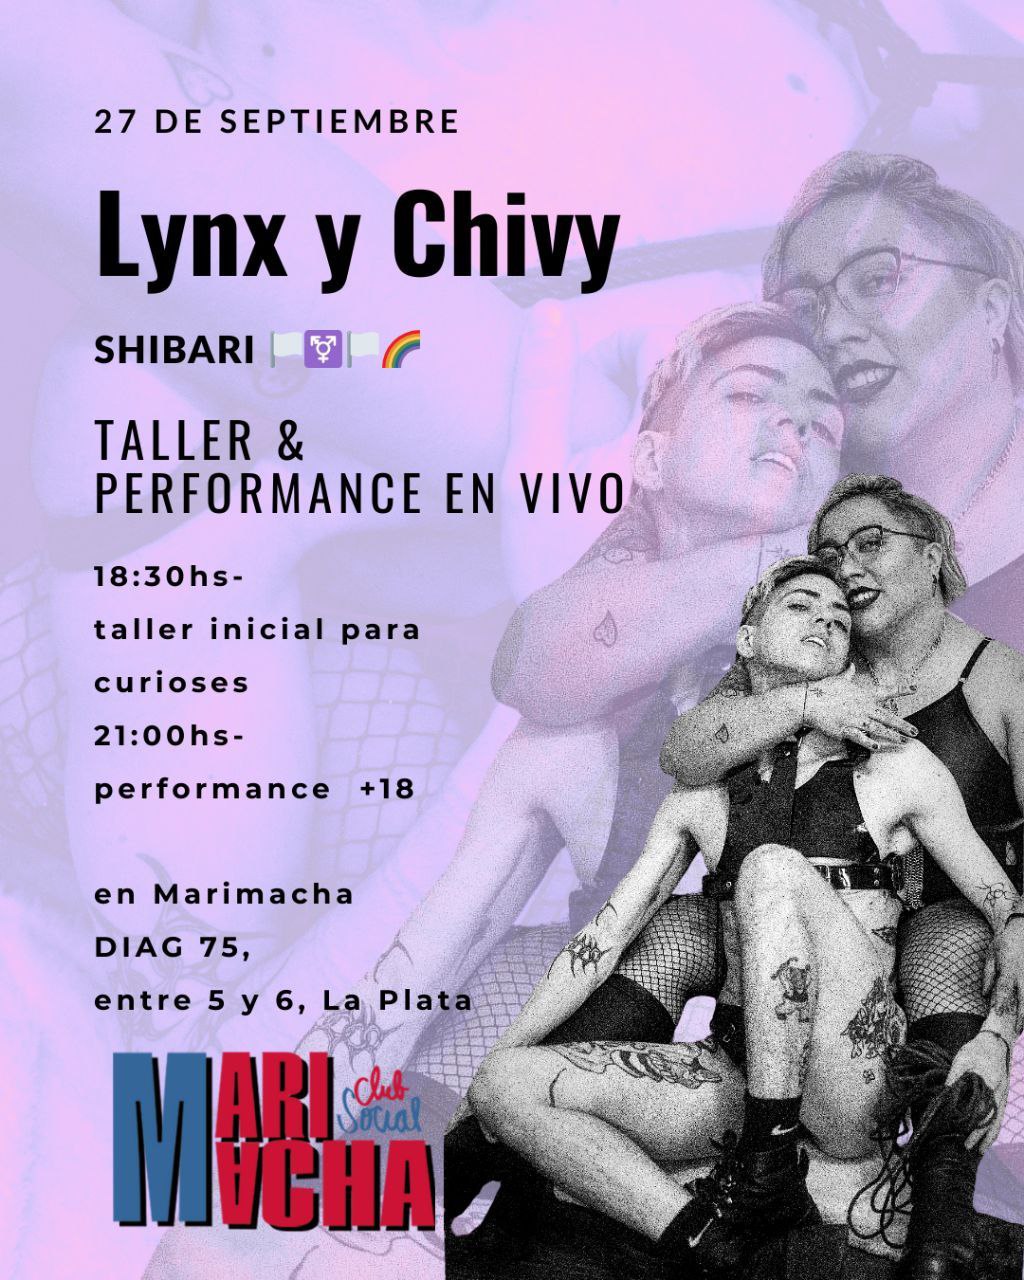 27 DE SEPTIEMBRE
Lynx y Chivy
SHIBARI 🏳️⚧️🏳️🌈
TALLER &
PERFORMANCE EN VIVO
18:30hs-
taller inicial para
curioses
21:00hs-
performance +18
en Marimacha
DIAG 75,
entre 5 y 6, La Plata
MARI
MACHA
Club
Social